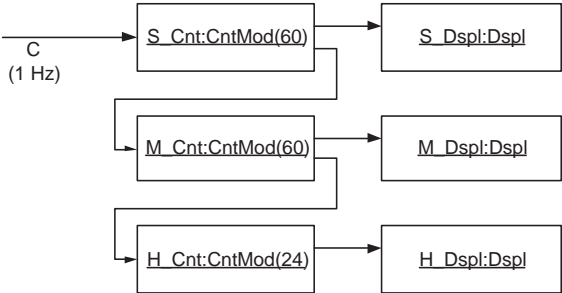 S_Cnt:CntMod(60)
S_Dspl:Dspl
C
(1 Hz)
M_Cnt:CntMod(60)
M_Dspl:Dspl
H_Cnt:CntMod(24)
H_Dspl:Dspl